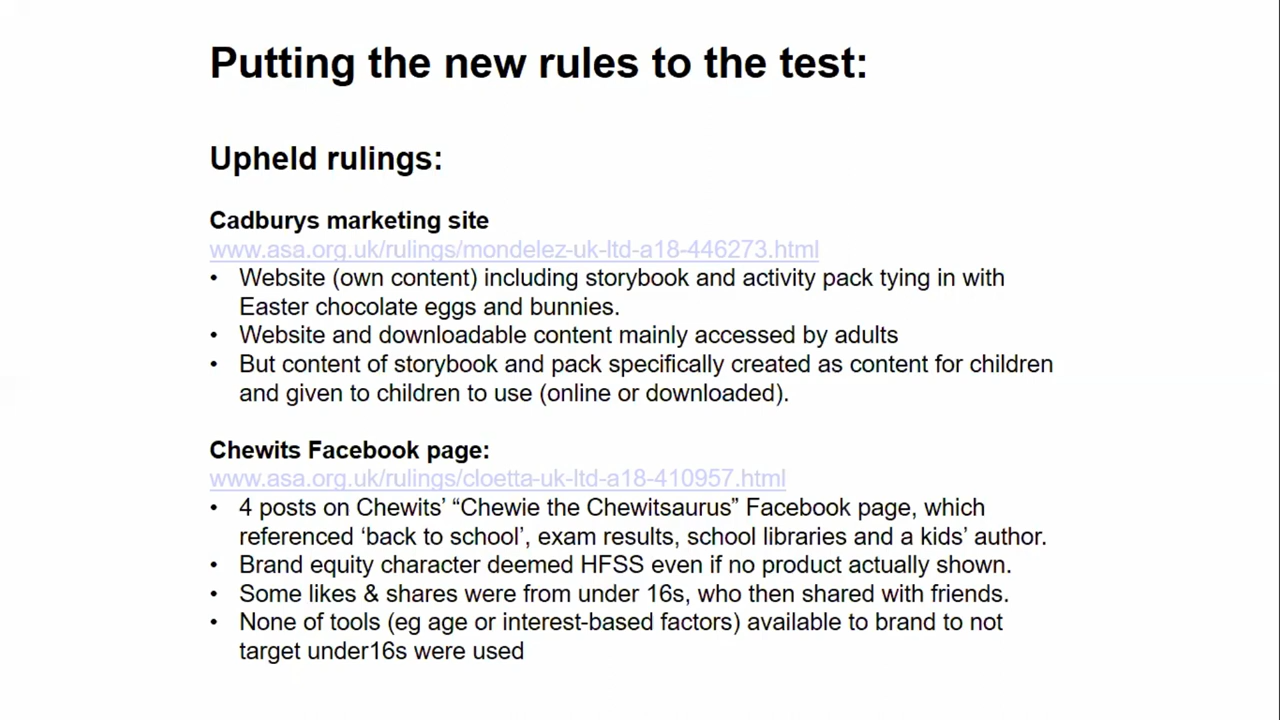 Putting the new rules to the test:
Upheld rulings:
Cadburys marketing site
www.asa.org.uk/rulings/mondelez-uk-ltd-a18-446273.html
• Website (own content) including storybook and activity pack tying in with
Easter chocolate eggs and bunnies.
• Website and downloadable content mainly accessed by adults
• But content of storybook and pack specifically created as content for children
and given to children to use (online or downloaded).
Chewits Facebook page:
www.asa.org.uk/rulings/cloetta-uk-ltd-a18-410957.html
• 4 posts on Chewits’ “Chewie the Chewitsaurus” Facebook page, which
referenced ‘back to school’, exam results, school libraries and a kids’ author.
• Brand equity character deemed HFSS even if no product actually shown.
• Some likes & shares were from under 16s, who then shared with friends.
• None of tools (eg age or interest-based factors) available to brand to not
target under16s were used